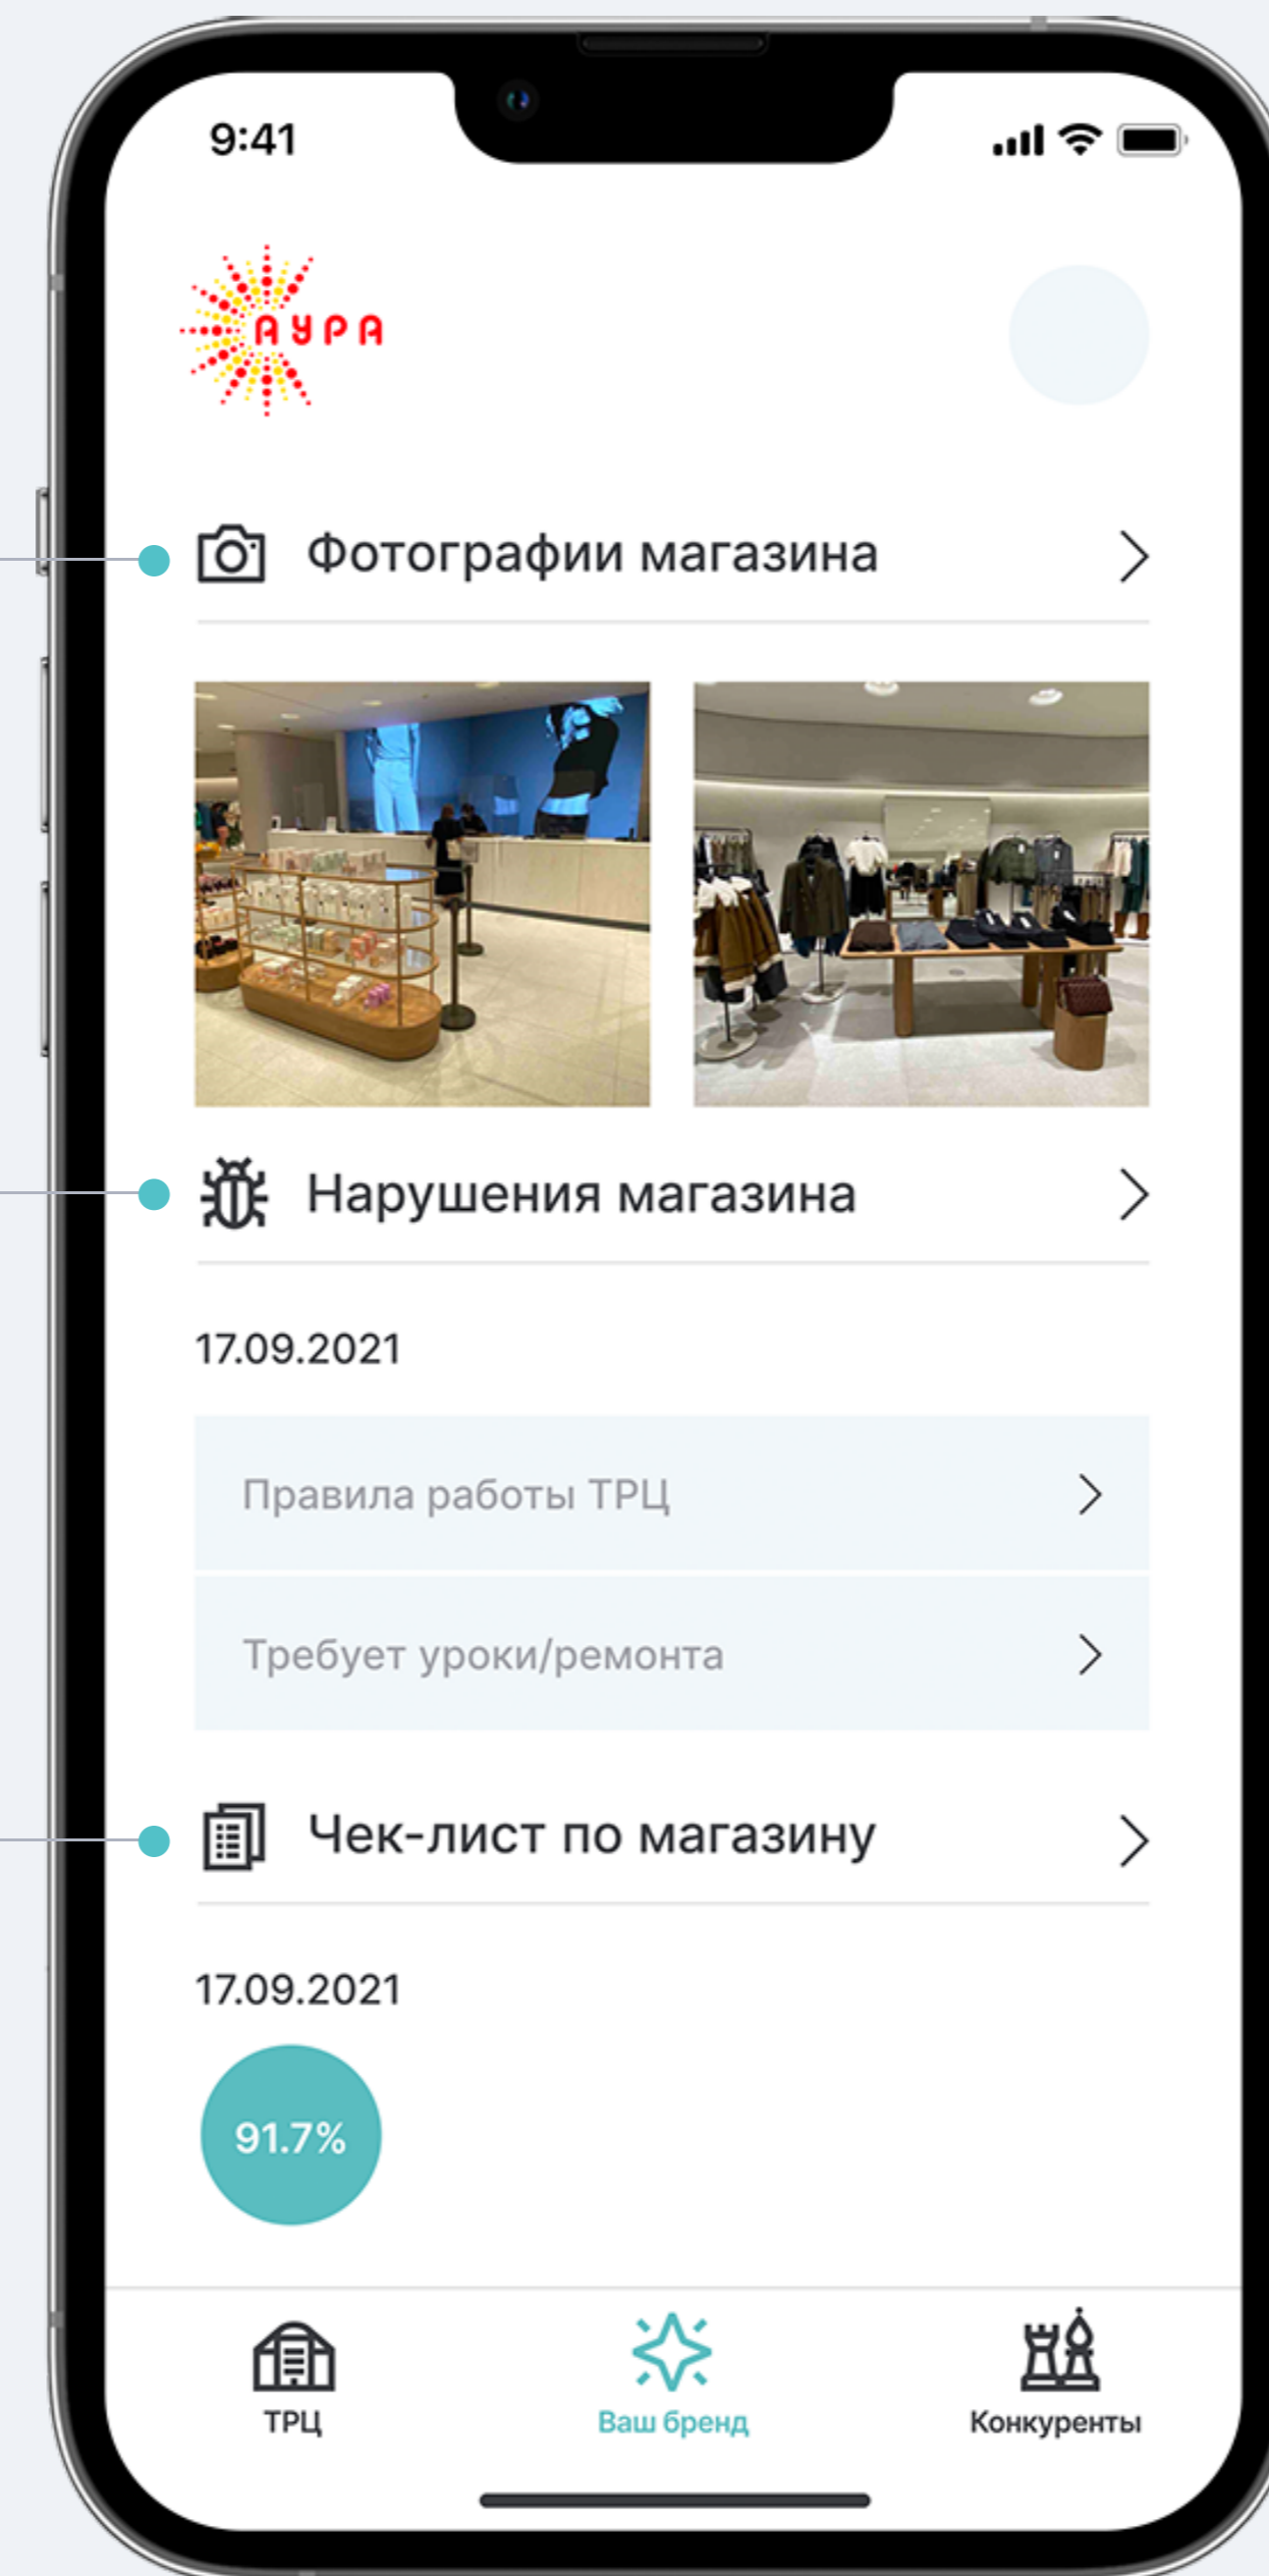 9:41
АУРА
Фотографии магазина
Нарушения магазина
17.09.2021
Правила работы ТРЦ
Требует уроки/ремонта
Чек-лист по магазину
17.09.2021
91.7%
ТРЦ
Ваш бренд
Конкуренты